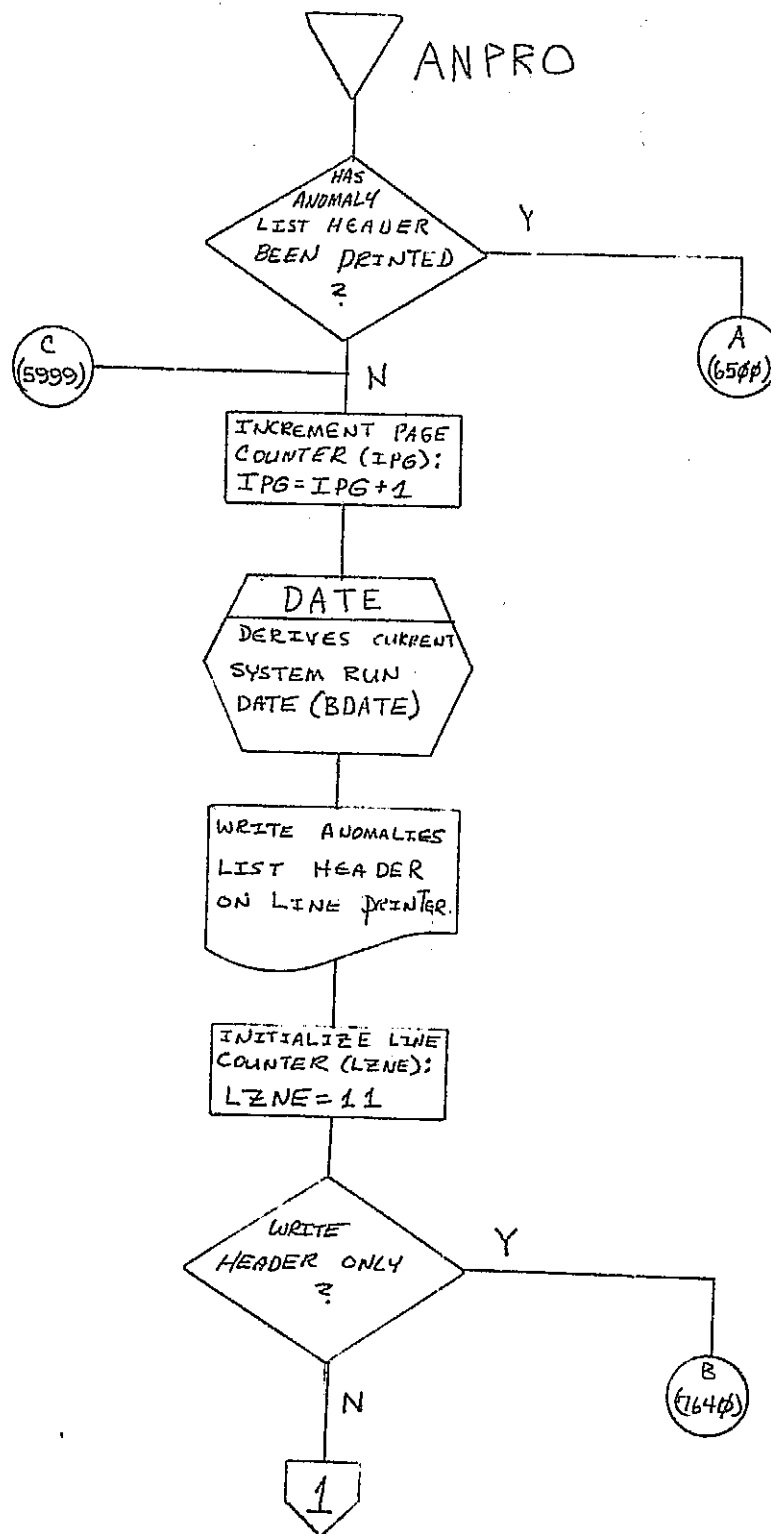 ANPRO
HAS
ANOMALY
LIST HEADER
BEEN PRINTED
?
Y
A
(65φφ)
C
(5999)
N
INCREMENT PAGE
COUNTER (IPG):
IPG=IPG+1
DATE
DERIVES CURRENT
SYSTEM RUN
DATE (BDATE)
WRITE ANOMALIES
LIST HEADER
ON LINE PRINTER.
INITIALIZE LINE
COUNTER (LZNE):
LZNE=11
WRITE
HEADER ONLY
?
Y
B
(764φ)
N
1